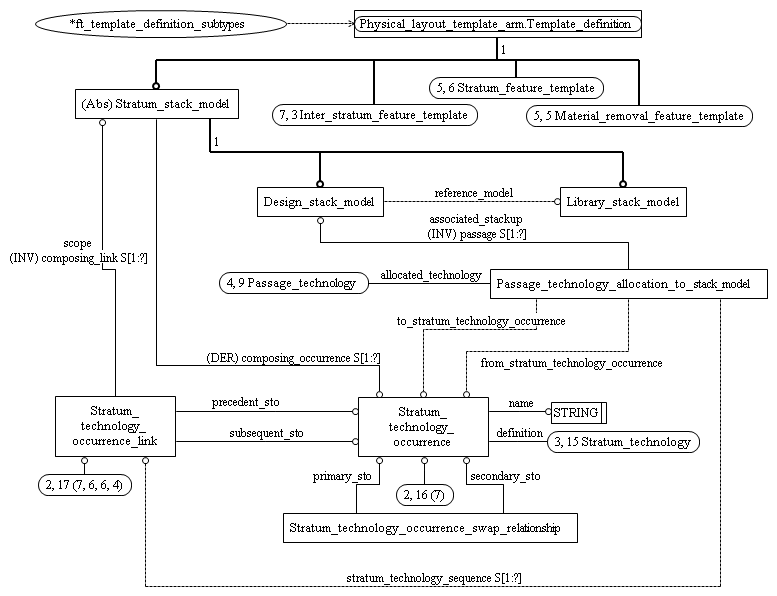 *ft_template_definition_subtypes
Physical_layout_template_arm.Template_definition
1
5, 6 Stratum_feature_template
(Abs) Stratum_stack_model
7, 3 Inter_stratum_feature_template
5, 5 Material_removal_feature_template
1
Design_stack_model
reference_model
Library_stack_model
associated_stackup
(INV) passage S[1:?]
scope
(INV) composing_link S[1:?]
4, 9 Passage_technology
allocated_technology
Passage_technology_allocation_to_stack_model
to_stratum_technology_occurrence
(DER) composing_occurrence S[1:?]
from_stratum_technology_occurrence
Stratum_
technology_
occurrence_link
precedent_sto
subsequent_sto
Stratum_
technology_
occurrence
name
STRING
definition
3, 15 Stratum_technology
2, 17 (7, 6, 6, 4)
primary_sto
2, 16 (7)
secondary_sto
Stratum_technology_occurrence_swap_relationship
stratum_technology_sequence S[1:?]